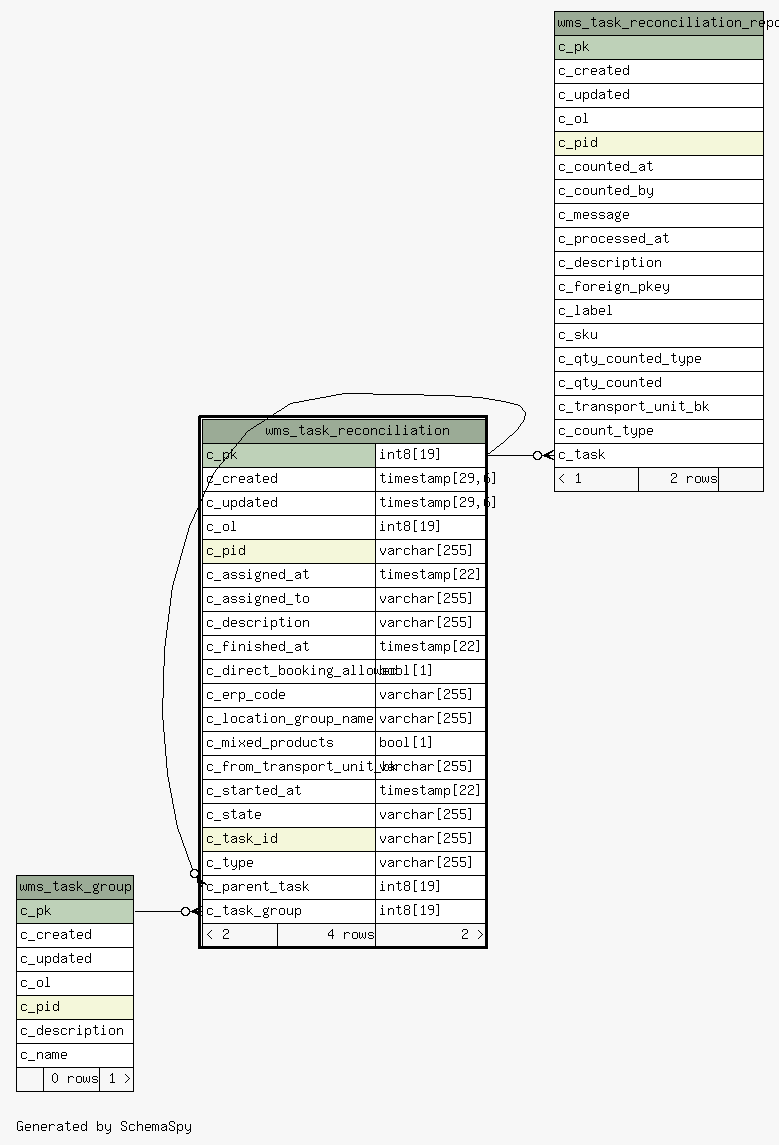 wms_task_reconciliation_repo
c_pk
c_created
c_updated
c_ol
c_pid
c_counted_at
c_counted_by
c_message
c_processed_at
c_description
c_foreign_pkey
c_label
c_sku
c_qty_counted_type
c_qty_counted
c_transport_unit_bk
c_count_type
c_task
< 1 2 rows
wms_task_reconciliation
c_pk int8[19]
c_created timestamp[29,6]
c_updated timestamp[29,6]
c_ol int8[19]
c_pid varchar[255]
c_assigned_at timestamp[22]
c_assigned_to varchar[255]
c_description varchar[255]
c_finished_at timestamp[22]
c_direct_booking_allowed bool[1]
c_erp_code varchar[255]
c_location_group_name varchar[255]
c_mixed_products bool[1]
c_from_transport_unit_bk varchar[255]
c_started_at timestamp[22]
c_state varchar[255]
c_task_id varchar[255]
c_type varchar[255]
c_parent_task int8[19]
c_task_group int8[19]
< 2 4 rows 2 >
wms_task_group
c_pk
c_created
c_updated
c_ol
c_pid
c_description
c_name
0 rows 1 >
Generated by SchemaSpy